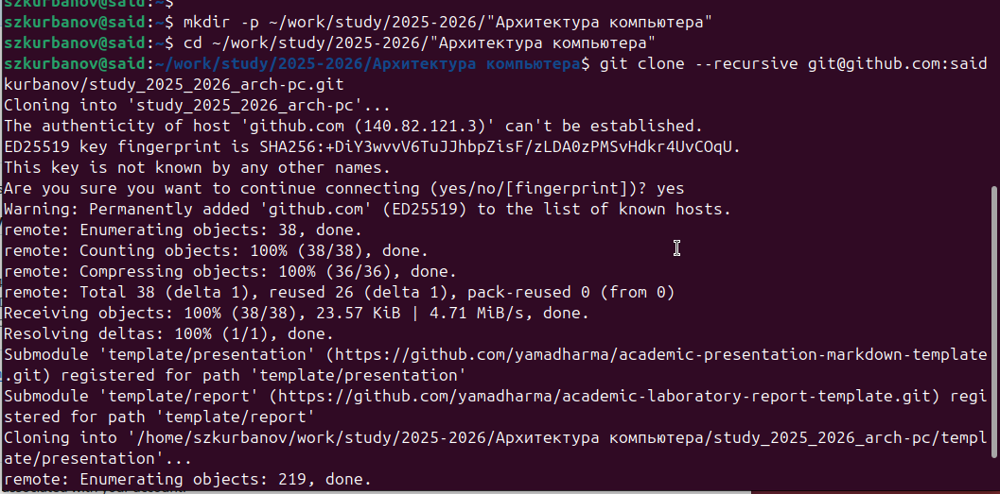 szkurbanov@said:~$
szkurbanov@said:~$ mkdir -p ~/work/study/2025-2026/"Архитектура компьютера"
szkurbanov@said:~$ cd ~/work/study/2025-2026/"Архитектура компьютера"
szkurbanov@said:~/work/study/2025-2026/Архитектура компьютера$ git clone --recursive git@github.com:said
kurbanov/study_2025_2026_arch-pc.git
Cloning into 'study_2025_2026_arch-pc'...
The authenticity of host 'github.com (140.82.121.3)' can't be established.
ED25519 key fingerprint is SHA256:+DiY3wvvV6TuJJhbpZisF/zLDA0zPMSvHdkr4UvCOqU.
This key is not known by any other names.
Are you sure you want to continue connecting (yes/no/[fingerprint])? yes
Warning: Permanently added 'github.com' (ED25519) to the list of known hosts.
remote: Enumerating objects: 38, done.
remote: Counting objects: 100% (38/38), done.
remote: Compressing objects: 100% (36/36), done.
remote: Total 38 (delta 1), reused 26 (delta 1), pack-reused 0 (from 0)
Receiving objects: 100% (38/38), 23.57 KiB | 4.71 MiB/s, done.
Resolving deltas: 100% (1/1), done.
Submodule 'template/presentation' (https://github.com/yamadharma/academic-presentation-markdown-template
.git) registered for path 'template/presentation'
Submodule 'template/report' (https://github.com/yamadharma/academic-laboratory-report-template.git) regi
stered for path 'template/report'
Cloning into '/home/szkurbanov/work/study/2025-2026/Архитектура компьютера/study_2025_2026_arch-pc/templ
ate/presentation'...
remote: Enumerating objects: 219, done.